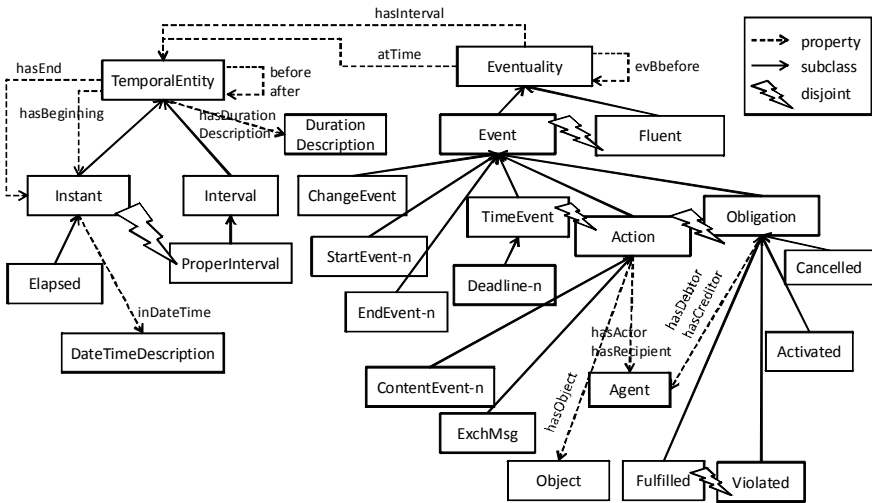 hasInterval
atTime
property
subclass
disjoint
hasEnd
TemporalEntity
before
after
Eventuality
evBbefore
hasBeginning
hasDuration
Description
Duration
Description
Event
Fluent
Instant
Interval
ChangeEvent
TimeEvent
Obligation
Action
StartEvent-n
ProperInterval
Elapsed
Deadline-n
Cancelled
EndEvent-n
inDateTime
hasDebtor
hasCreditor
hasActor
hasRecipient
DateTimeDescription
Activated
ContentEvent-n
Agent
hasObject
ExchMsg
Object
Fulfilled
Violated